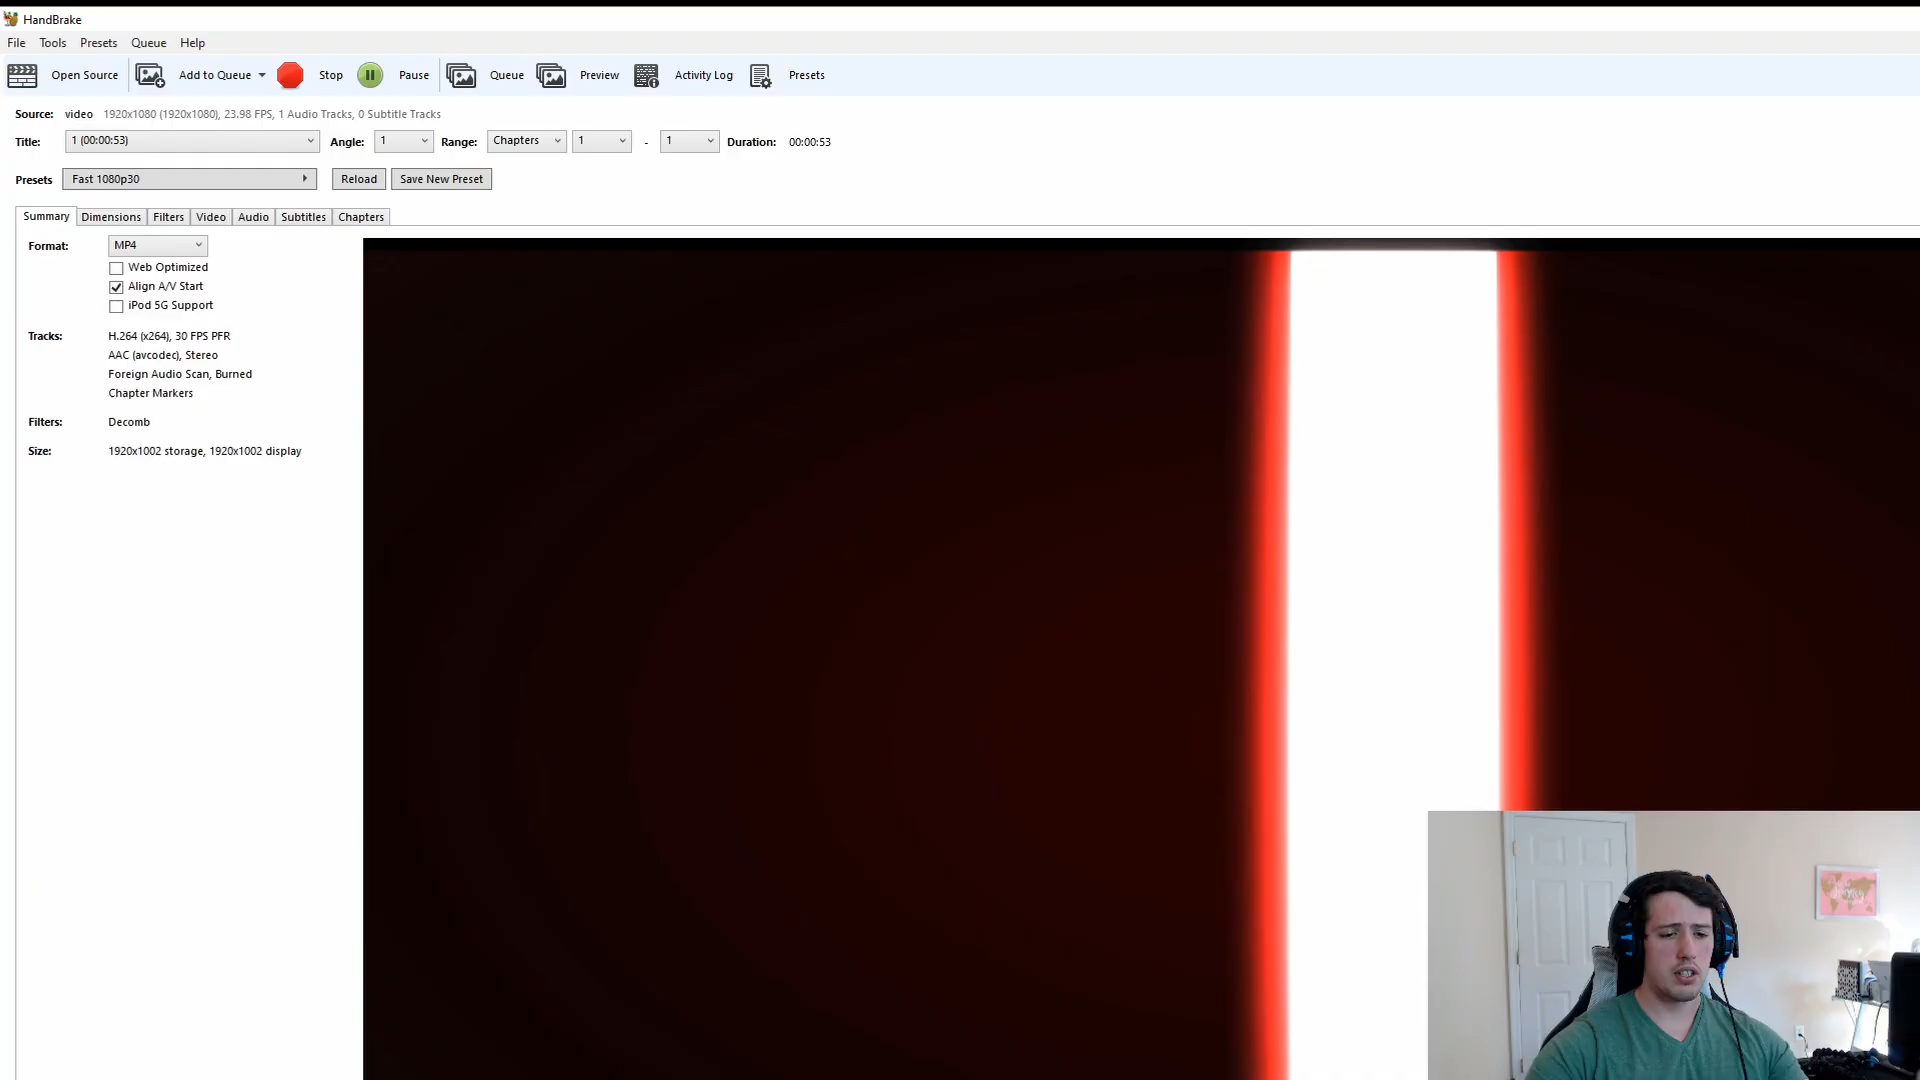 HandBrake
File Tools Presets Queue Help
Open Source Add to Queue Stop Pause Queue Preview Activity Log Presets
Source: video 1920x1080 (1920x1080), 23.98 FPS, 1 Audio Tracks, 0 Subtitle Tracks
Title: 1 (00:00:53) Angle: 1 Range: Chapters 1 - 1 Duration: 00:00:53
Presets Fast 1080p30 Reload Save New Preset
Summary Dimensions Filters Video Audio Subtitles Chapters
Format: MP4
Web Optimized
Align A/V Start
iPod 5G Support
Tracks: H.264 (x264), 30 FPS PFR
AAC (avcodec), Stereo
Foreign Audio Scan, Burned
Chapter Markers
Filters: Decomb
Size: 1920x1002 storage, 1920x1002 display